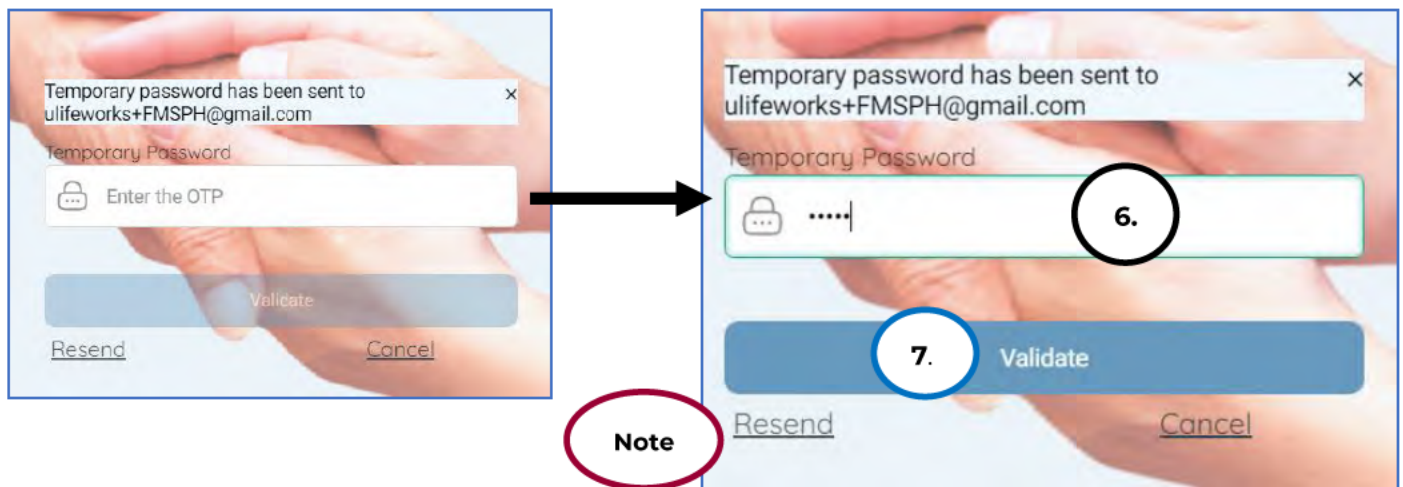 Temporary password has been sent to ×
ulifeworks+FMSPH@gmail.com
Temporary Password
Enter the OTP
Validate
Resend Cancel
Temporary password has been sent to ×
ulifeworks+FMSPH@gmail.com
Temporary Password
•••••
6.
7. Validate
Note
Resend Cancel